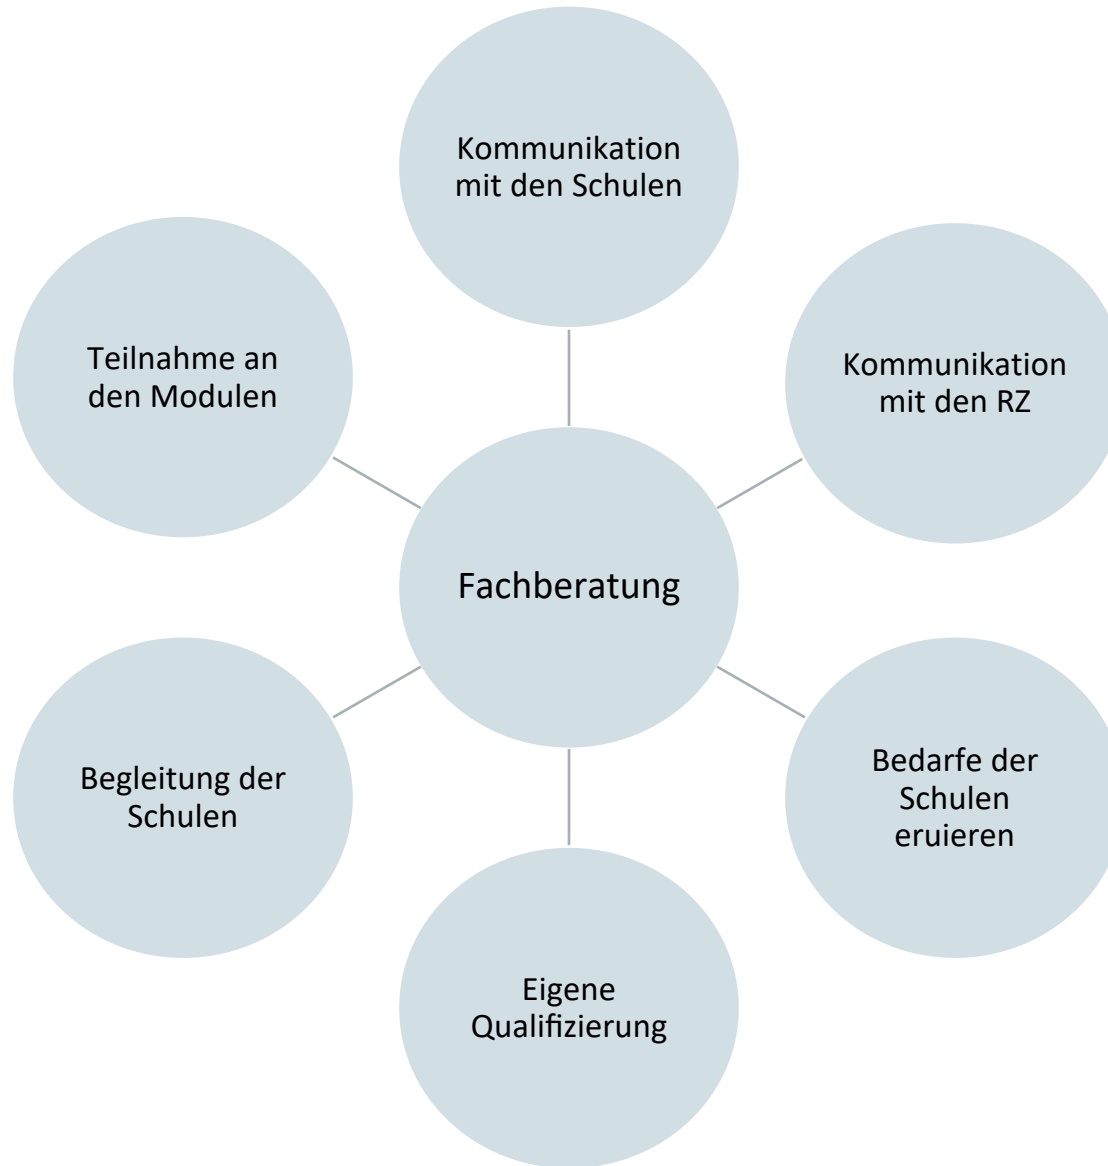 Kommunikation
mit den Schulen
Teilnahme an
den Modulen
Kommunikation
mit den RZ
Fachberatung
Begleitung der
Schulen
Bedarfe der
Schulen
eruieren
Eigene
Qualifizierung